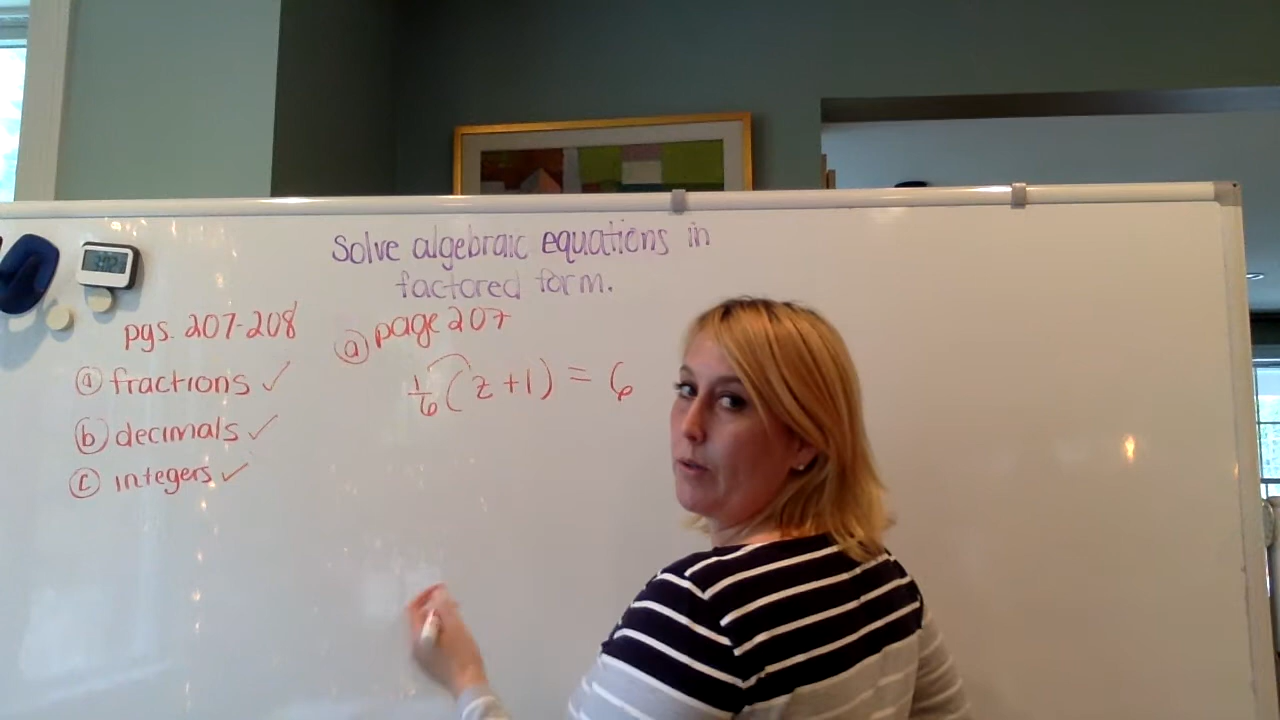 Solve algebraic equations in
factored form.
pgs. 207-208
ⓐ fractions ✓
ⓑ decimals ✓
ⓒ integers ✓
ⓐ page 207
1/6 (z + 1) = 6